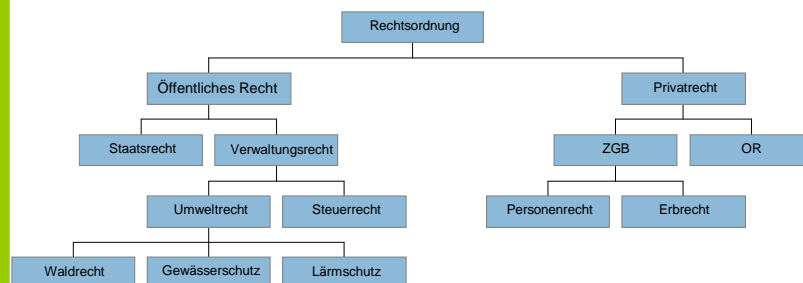 Rechtsordnung
Öffentliches Recht
Privatrecht
Staatsrecht
Verwaltungsrecht
ZGB
OR
Umweltrecht
Steuerrecht
Personenrecht
Erbrecht
Waldrecht
Gewässerschutz
Lärmschutz